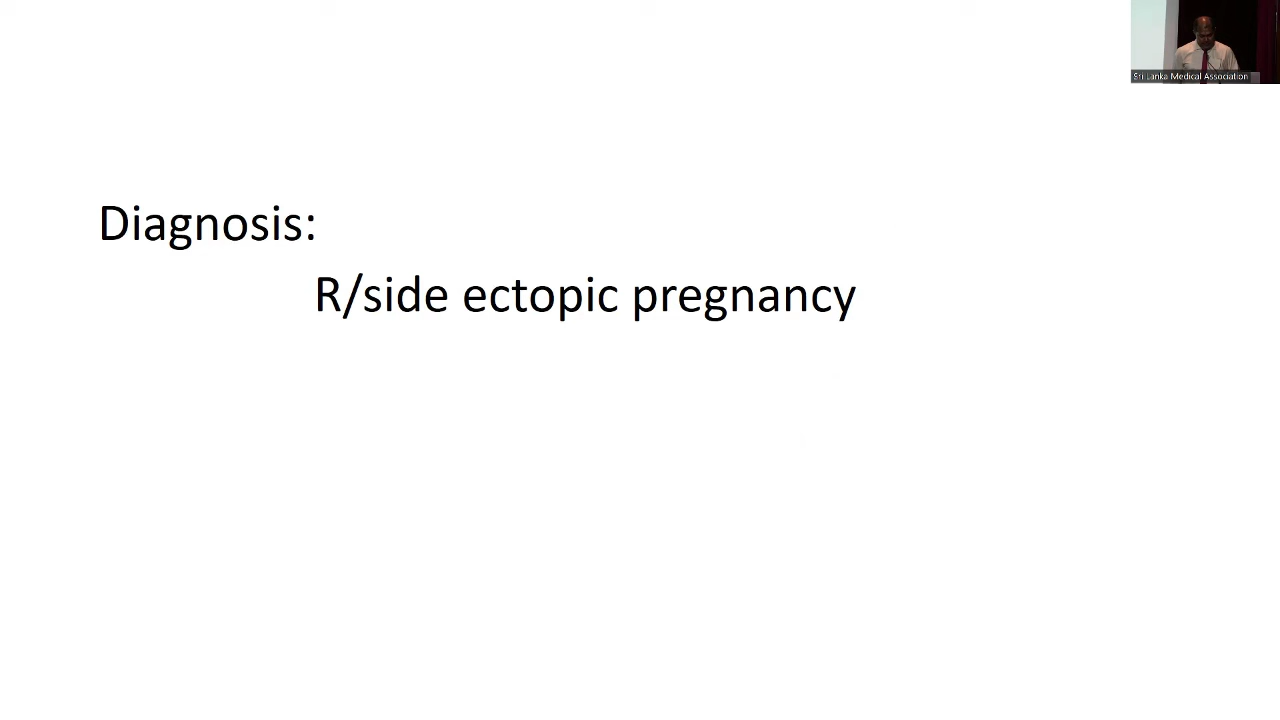 Sri Lanka Medical Association
Diagnosis:
R/side ectopic pregnancy